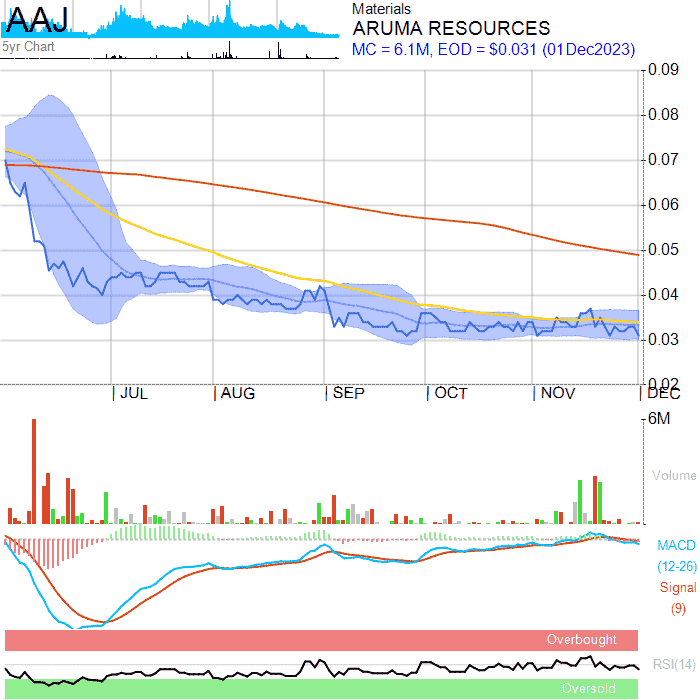 AAJ
5yr Chart
Materials
ARUMA RESOURCES
MC = 6.1M, EOD = $0.031 (01Dec2023)
0.09
0.08
0.07
0.06
0.05
0.04
0.03
0.02
JUL AUG SEP OCT NOV DEC
6M
Volume
MACD
(12-26)
Signal
(9)
Overbought
RSI(14)
Oversold